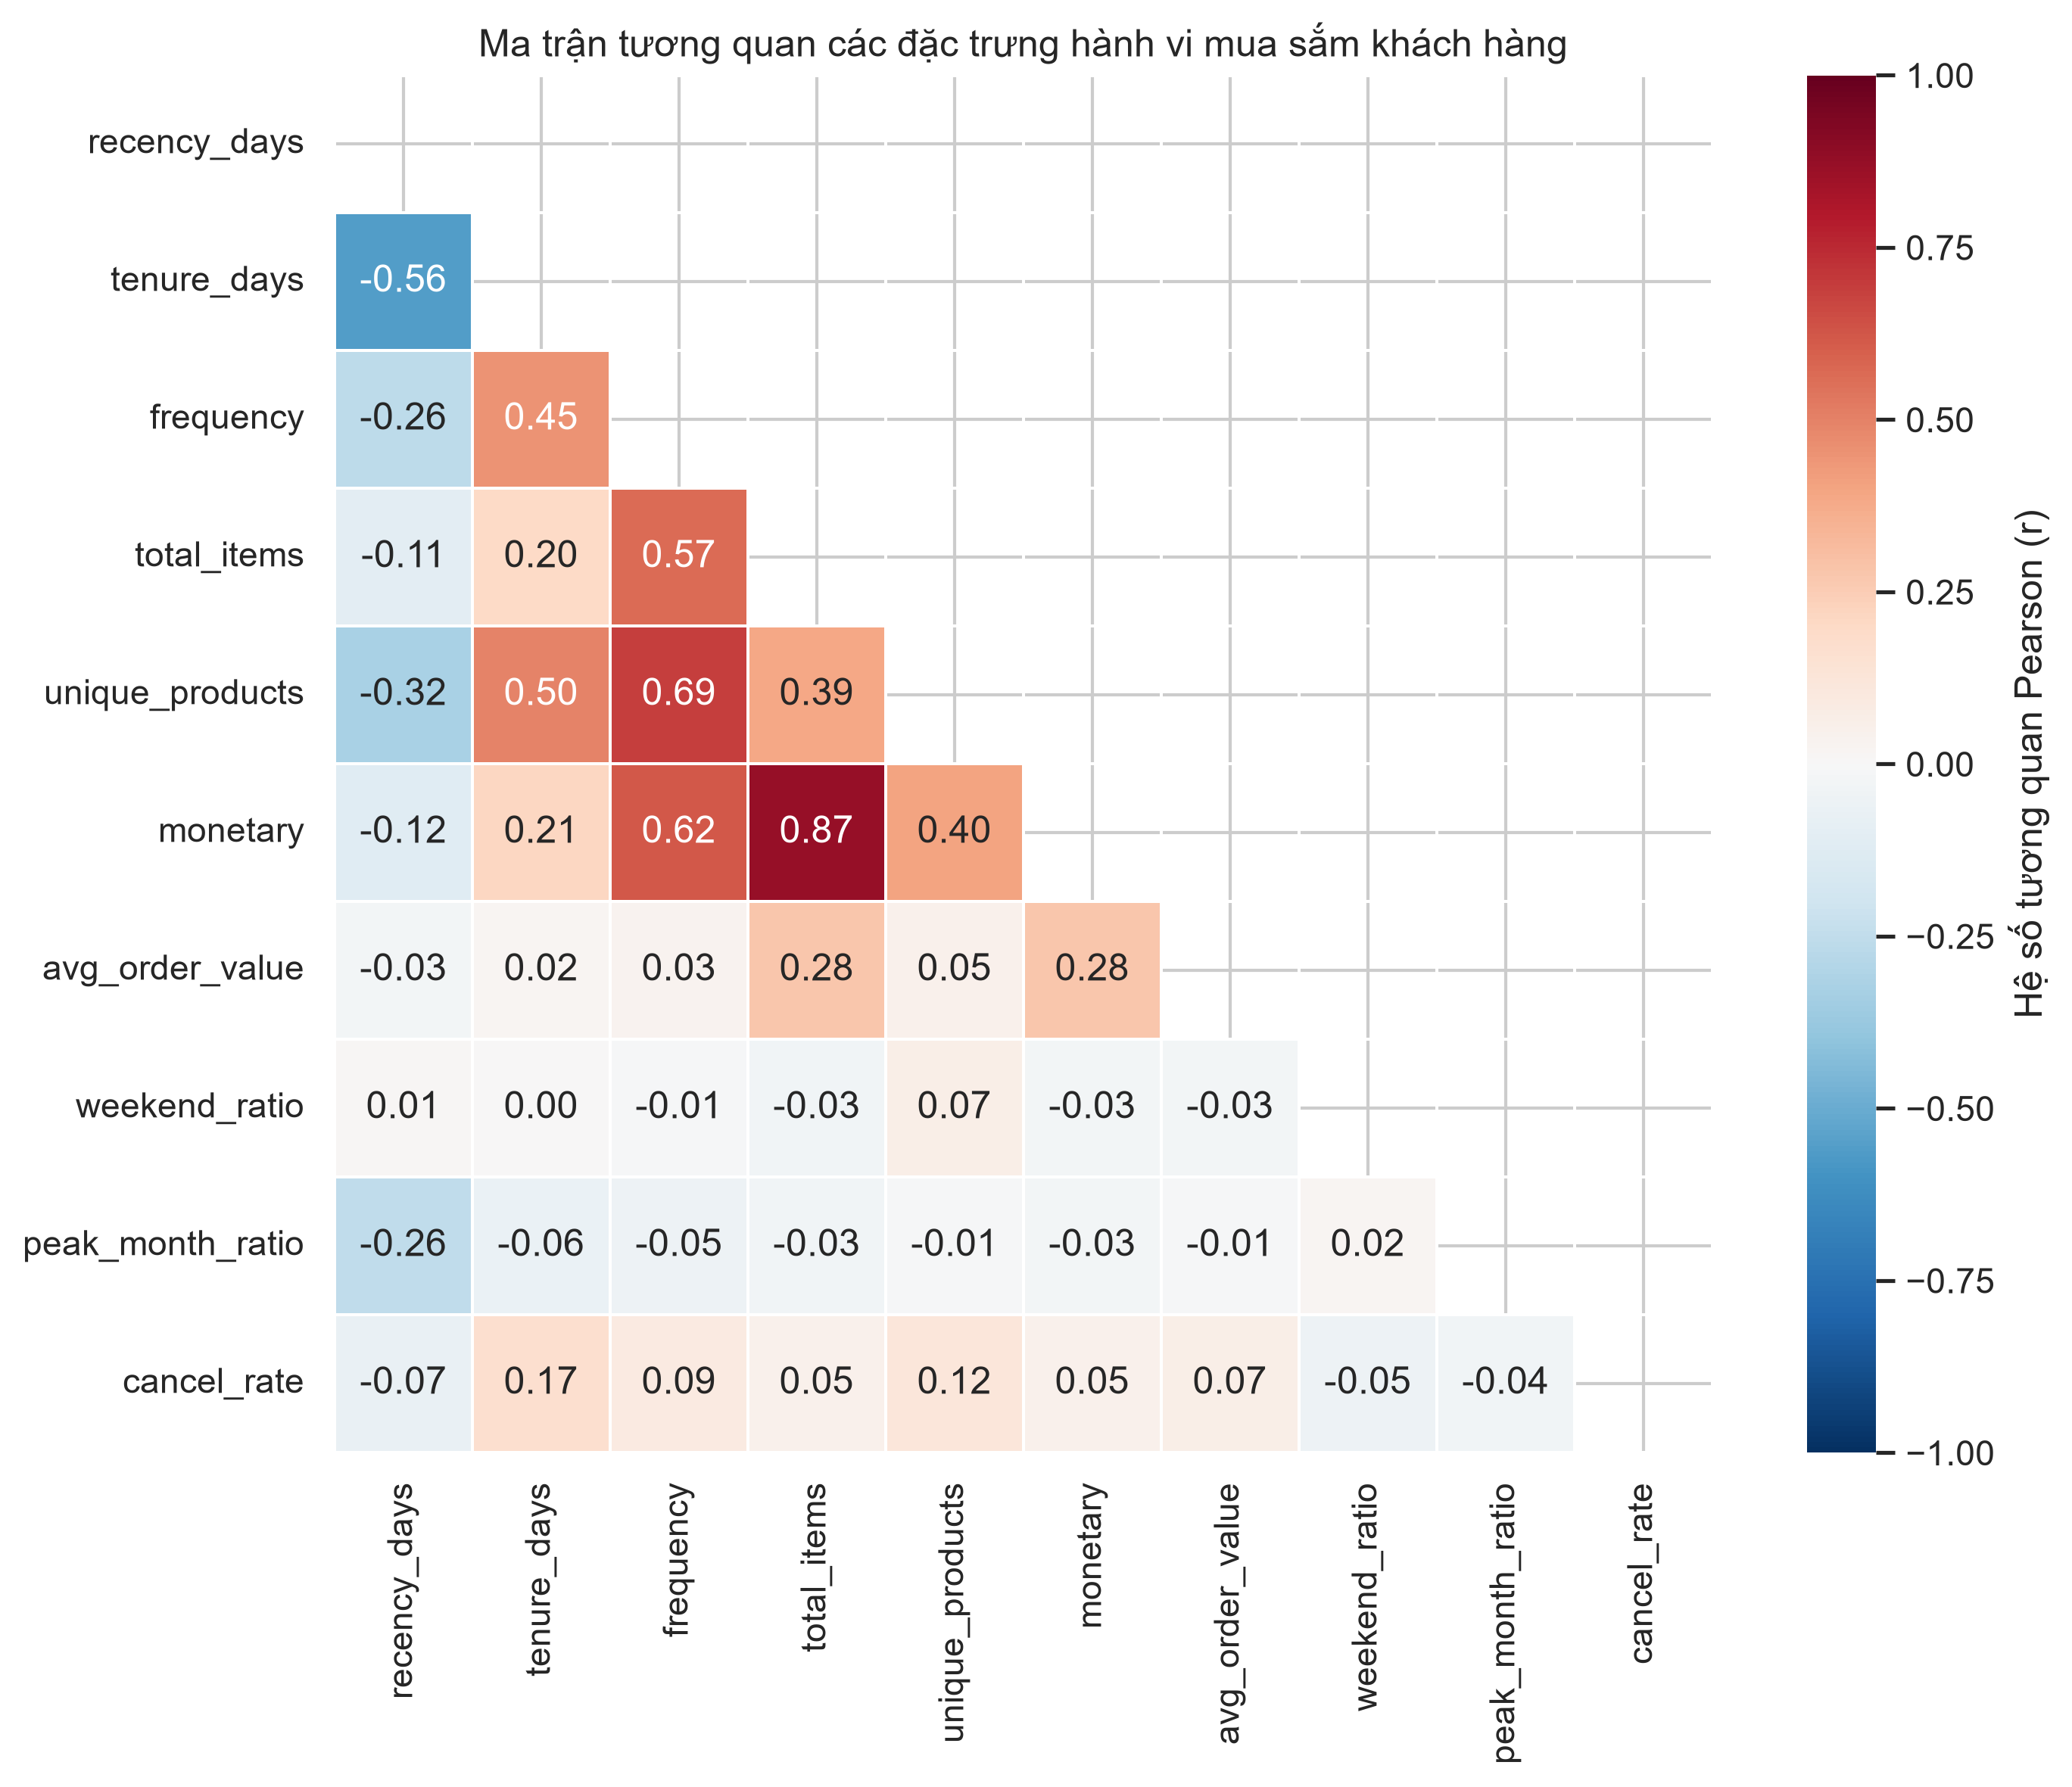 Ma trận tương quan các đặc trưng hành vi mua sắm khách hàng
recency_days
tenure_days -0.56
frequency -0.26 0.45
total_items -0.11 0.20 0.57
unique_products -0.32 0.50 0.69 0.39
monetary -0.12 0.21 0.62 0.87 0.40
avg_order_value -0.03 0.02 0.03 0.28 0.05 0.28
weekend_ratio 0.01 0.00 -0.01 -0.03 0.07 -0.03 -0.03
peak_month_ratio -0.26 -0.06 -0.05 -0.03 -0.01 -0.03 -0.01 0.02
cancel_rate -0.07 0.17 0.09 0.05 0.12 0.05 0.07 -0.05 -0.04
recency_days
tenure_days
frequency
total_items
unique_products
monetary
avg_order_value
weekend_ratio
peak_month_ratio
cancel_rate
1.00
0.75
0.50
0.25
0.00
−0.25
−0.50
−0.75
−1.00
Hệ số tương quan Pearson (r)